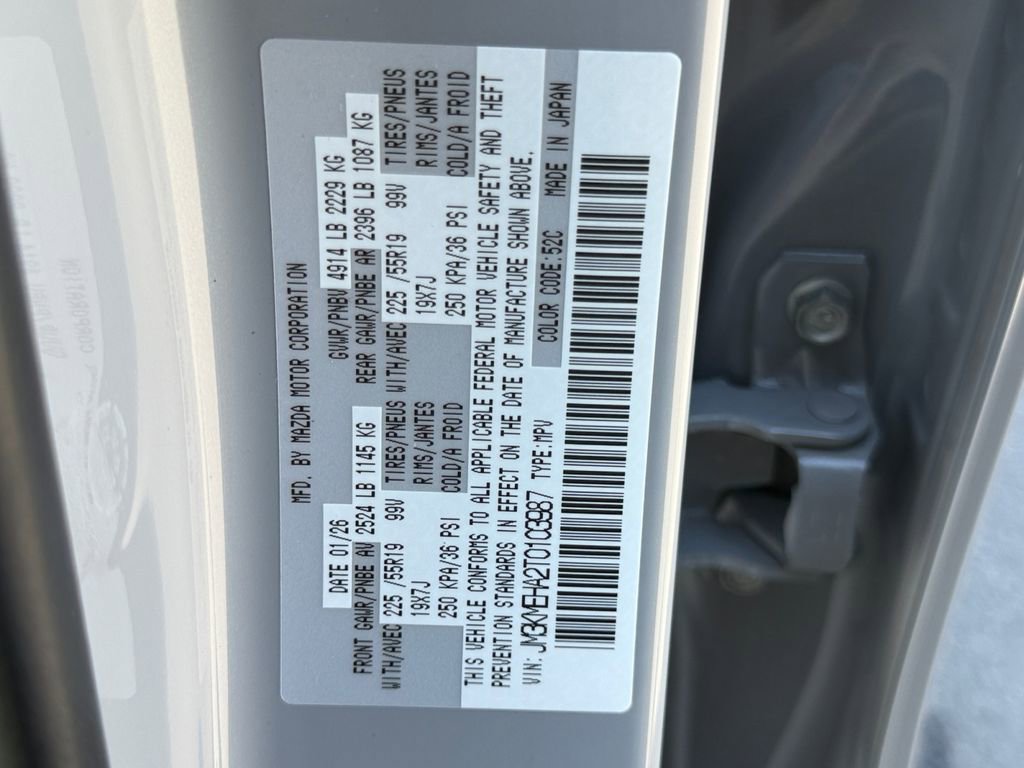 MFD. BY MAZDA MOTOR CORPORATION
DATE 01/26 GVWR/PNBV 4914 LB 2229 KG
FRONT GAWR/PNBE AV 2524 LB 1145 KG REAR GAWR/PNBE AR 2396 LB 1087 KG
WITH/AVEC 225 /55R19 99V TIRES/PNEUS WITH/AVEC 225 /55R19 99V TIRES/PNEUS
19X7J RIMS/JANTES 19X7J RIMS/JANTES
250 KPA/36 PSI COLD/A FROID 250 KPA/36 PSI COLD/A FROID
THIS VEHICLE CONFORMS TO ALL APPLICABLE FEDERAL MOTOR VEHICLE SAFETY AND THEFT
PREVENTION STANDARDS IN EFFECT ON THE DATE OF MANUFACTURE SHOWN ABOVE.
VIN: JM3KMEHA2T0103987 TYPE:MPV COLOR CODE:52C MADE IN JAPAN